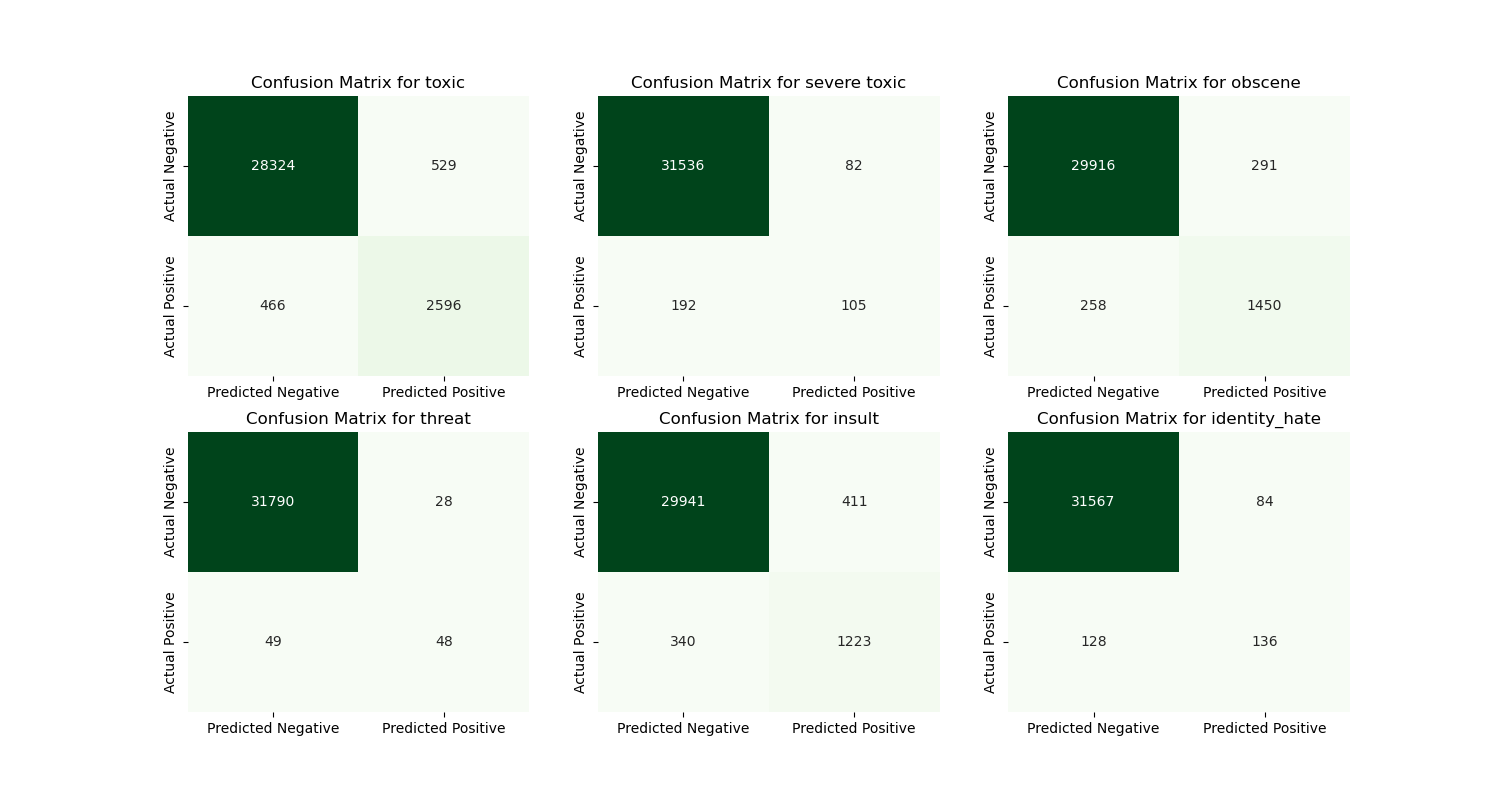 Confusion Matrix for toxic
Actual Negative
28324
529
Actual Positive
466
2596
Predicted Negative
Predicted Positive
Confusion Matrix for severe toxic
Actual Negative
31536
82
Actual Positive
192
105
Predicted Negative
Predicted Positive
Confusion Matrix for obscene
Actual Negative
29916
291
Actual Positive
258
1450
Predicted Negative
Predicted Positive
Confusion Matrix for threat
Actual Negative
31790
28
Actual Positive
49
48
Predicted Negative
Predicted Positive
Confusion Matrix for insult
Actual Negative
29941
411
Actual Positive
340
1223
Predicted Negative
Predicted Positive
Confusion Matrix for identity_hate
Actual Negative
31567
84
Actual Positive
128
136
Predicted Negative
Predicted Positive